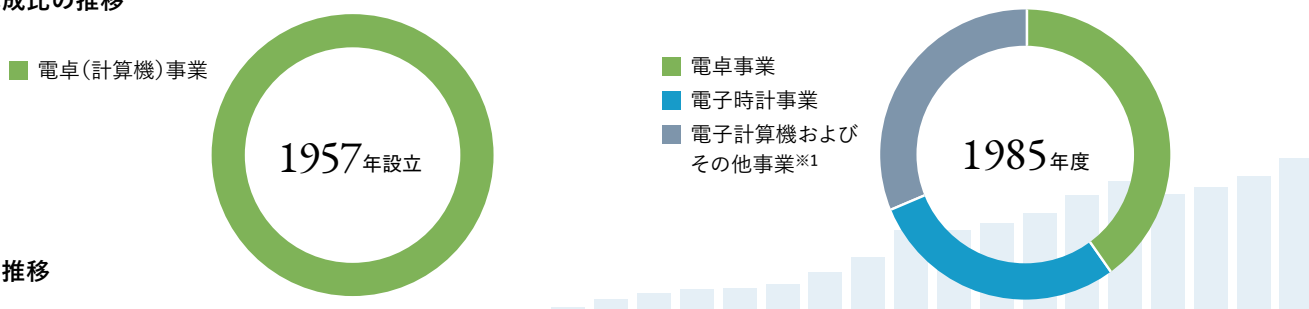 成比の推移
電卓(計算機)事業
1957年設立
電卓事業
電子時計事業
電子計算機および
その他事業※1
1985年度
推移